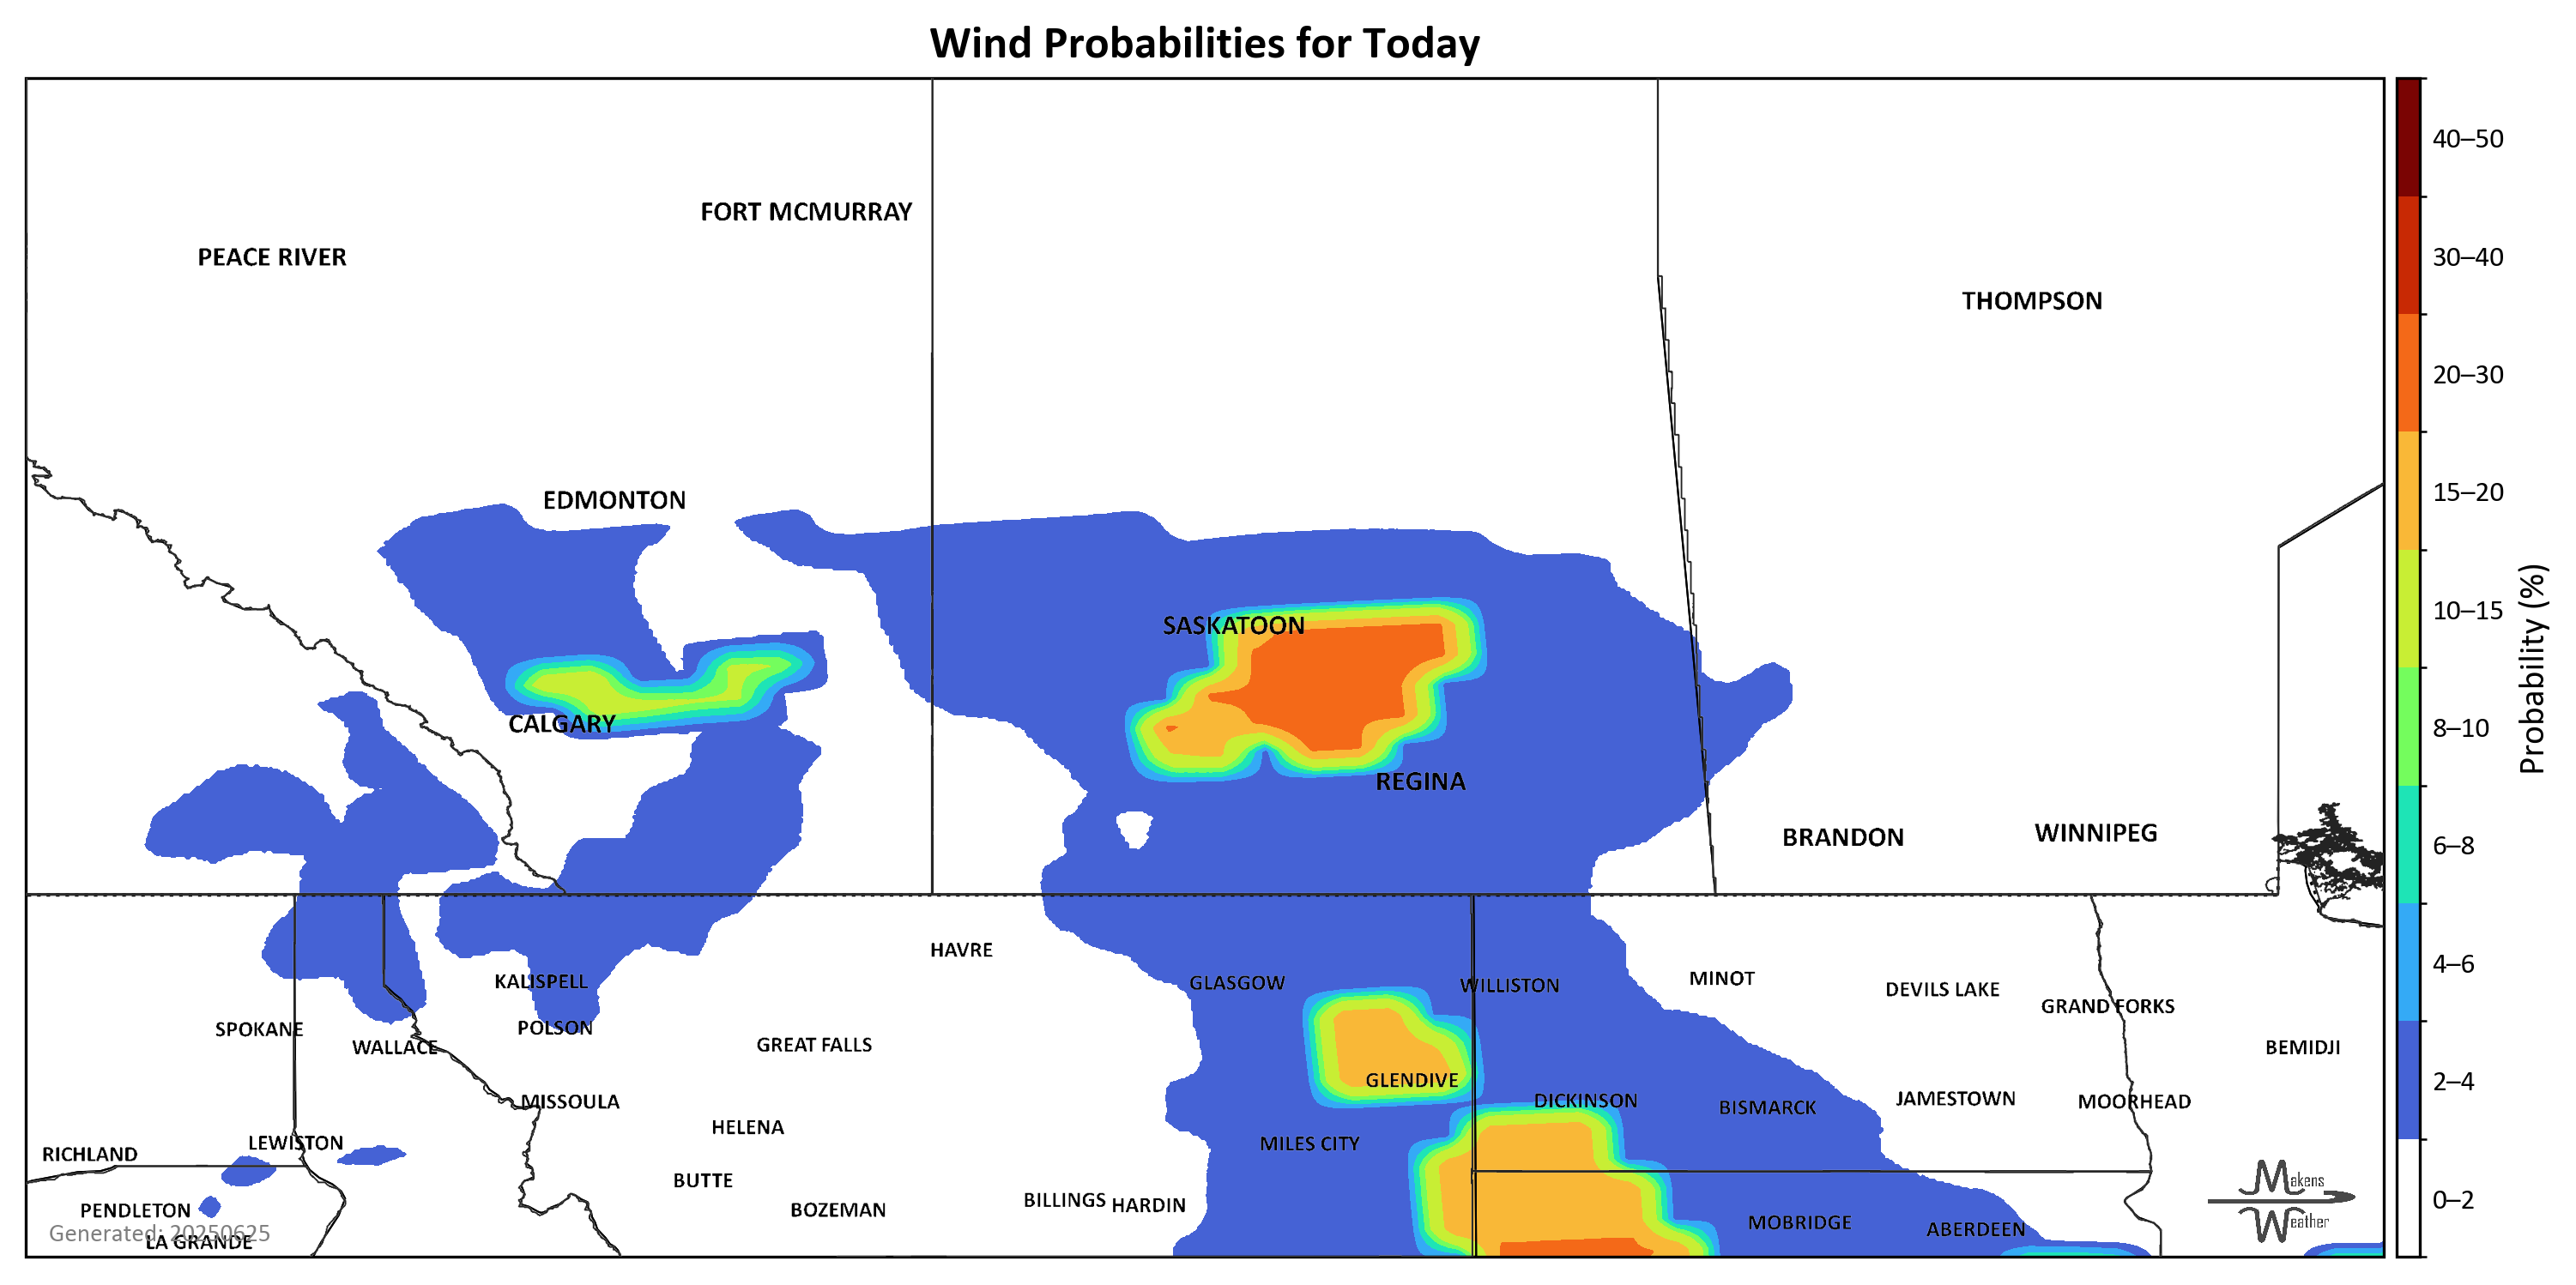 Wind Probabilities for Today
FORT MCMURRAY
PEACE RIVER
THOMPSON
EDMONTON
SASKATOON
CALGARY
REGINA
BRANDON
WINNIPEG
HAVRE
KALISPELL
GLASGOW
WILLISTON
MINOT
DEVILS LAKE
GRAND FORKS
SPOKANE
POLSON
WALLACE
GREAT FALLS
BEMIDJI
GLENDIVE
MISSOULA
DICKINSON
BISMARCK
JAMESTOWN
MOORHEAD
HELENA
LEWISTON
MILES CITY
RICHLAND
BUTTE
BILLINGS
HARDIN
PENDLETON
BOZEMAN
MOBRIDGE
ABERDEEN
Generated: 20250625
LA GRANDE
Makens
Weather
40–50
30–40
20–30
15–20
10–15
8–10
6–8
4–6
2–4
0–2
Probability (%)